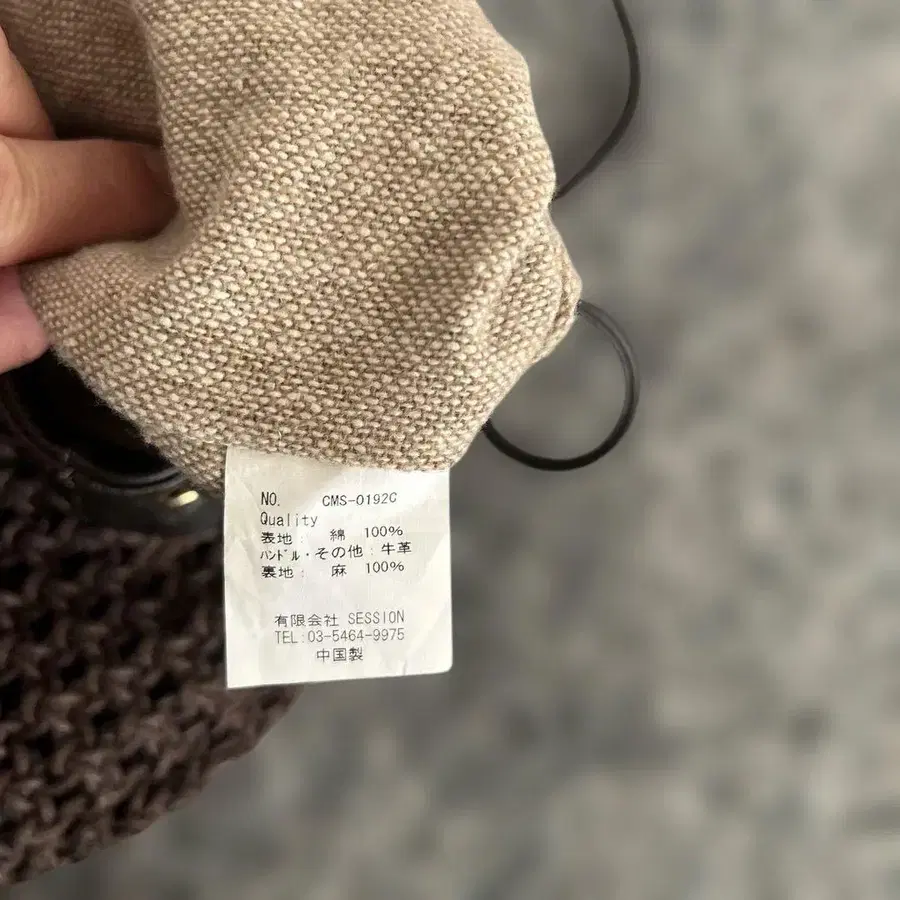 NO. CMS-0192C
Quality
表地: 綿 100%
ﾊﾝﾄﾞﾙ・その他:牛革
裏地: 麻 100%
有限会社 SESSION
TEL:03-5464-9975
中国製